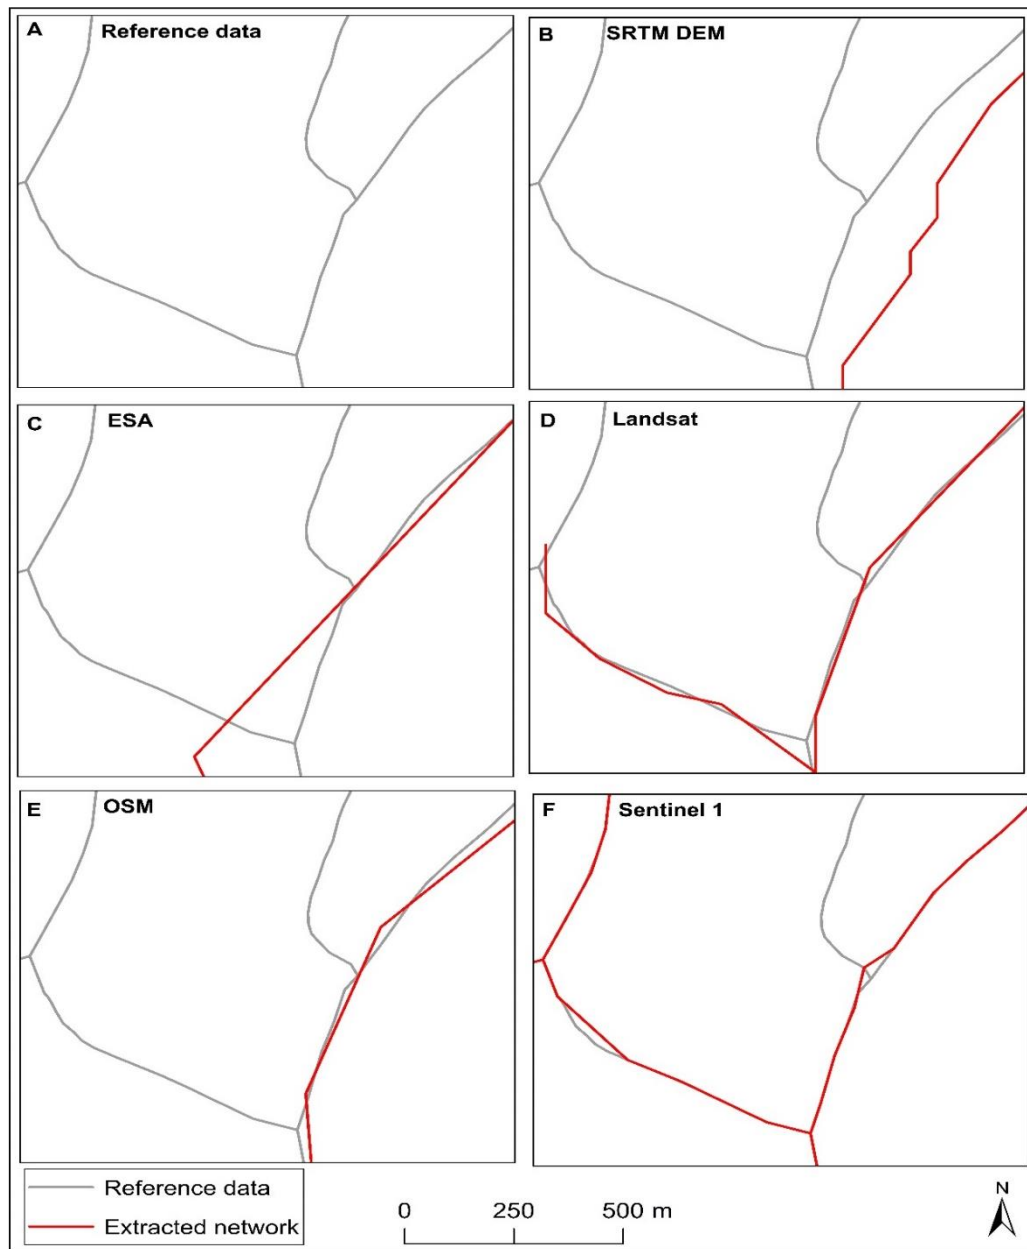 A Reference data
B SRTM DEM
C ESA
D Landsat
E OSM
F Sentinel 1
Reference data
Extracted network
0 250 500 m
N